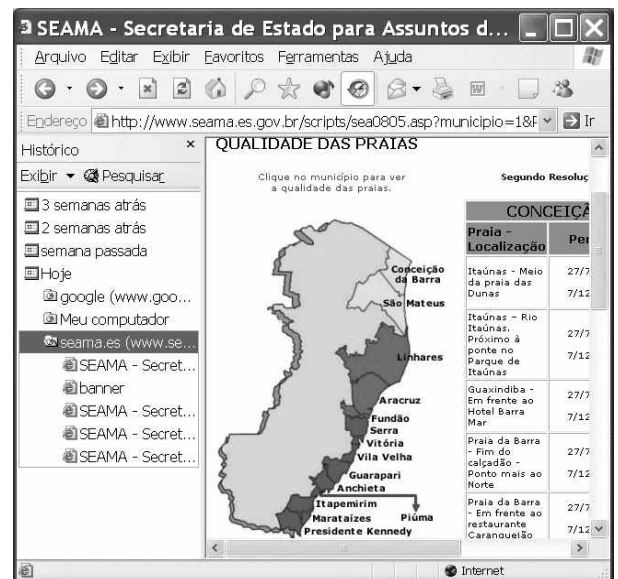 SEAMA - Secretaria de Estado para Assuntos d...
Arquivo Editar Exibir Favoritos Ferramentas Ajuda
Endereço http://www.seama.es.gov.br/scripts/sea0805.asp?municipio=1&F Ir
Histórico
Exibir Pesquisar
3 semanas atrás
2 semanas atrás
semana passada
Hoje
google (www.goo...
Meu computador
seama.es (www.se...
SEAMA - Secret...
banner
SEAMA - Secret...
SEAMA - Secret...
SEAMA - Secret...
QUALIDADE DAS PRAIAS
Clique no município para ver
a qualidade das praias.
Conceição
da Barra
São Mateus
Linhares
Aracruz
Fundão
Serra
Vitória
Vila Velha
Guarapari
Anchieta
Itapemirim
Marataízes
Piúma
Presidente Kennedy
Segundo Resoluç
CONCEIÇÃ
Praia -
Localização
Per
Itaúnas - Meio
da praia das
Dunas
27/7
7/12
Itaúnas - Rio
Itaúnas.
Próximo à
ponte no
Parque de
Itaúnas
27/7
7/12
Guaxindiba -
Em frente ao
Hotel Barra
Mar
27/7
7/12
Praia da Barra
- Fim do
calçadão -
Ponto mais ao
Norte
27/7
7/12
Praia da Barra
- Em frente ao
restaurante
Carangueijão
27/7
7/12
Internet